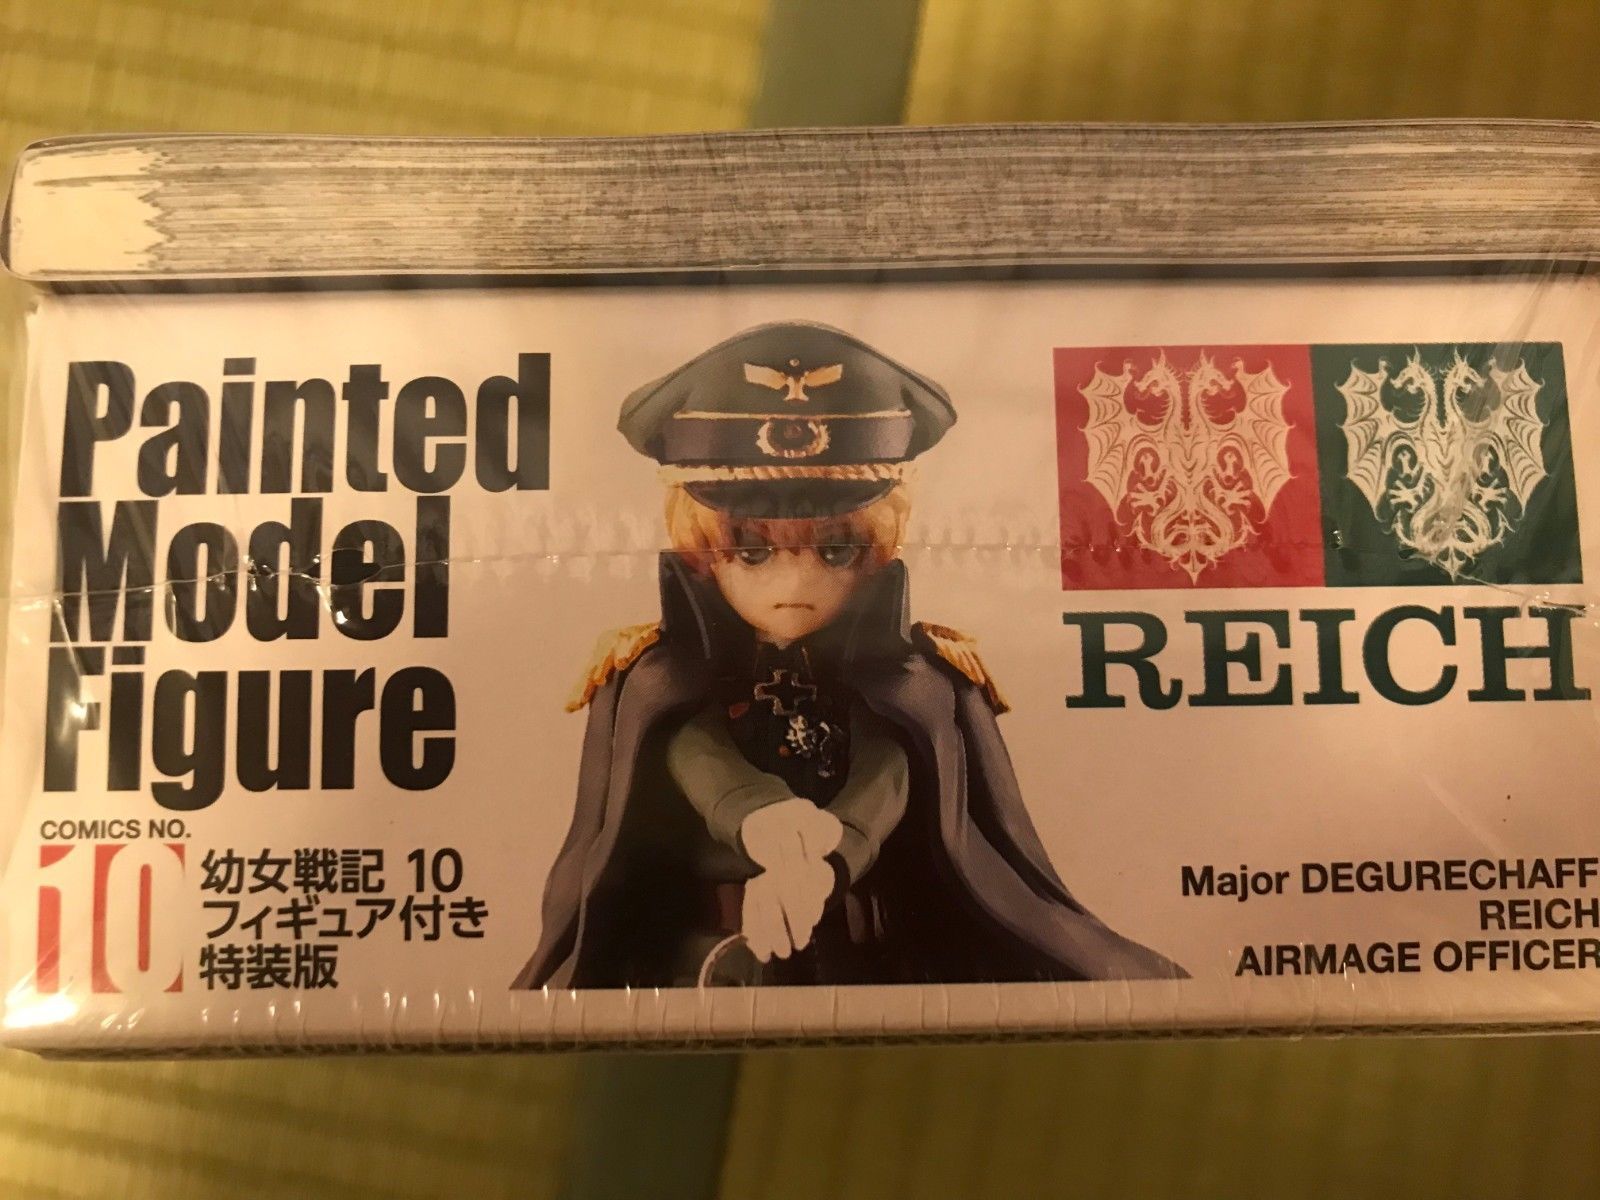 Painted
Model
Figure
COMICS NO.
10
幼女戦記 10
フィギュア付き
特装版
REICH
Major DEGURECHAFF
REICH
AIRMAGE OFFICER